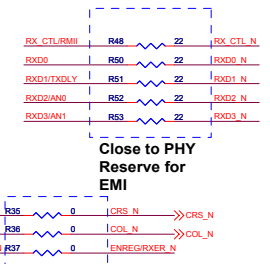 RX_CTL/RMII R48 22 RX_CTL_N
RXD0 R50 22 RXD0_N
RXD1/TXDLY R51 22 RXD1_N
RXD2/AN0 R52 22 RXD2_N
RXD3/AN1 R53 22 RXD3_N
Close to PHY
Reserve for
EMI
R35 0 CRS_N CRS_N
R36 0 COL_N COL_N
R37 0 ENREG/RXER_N